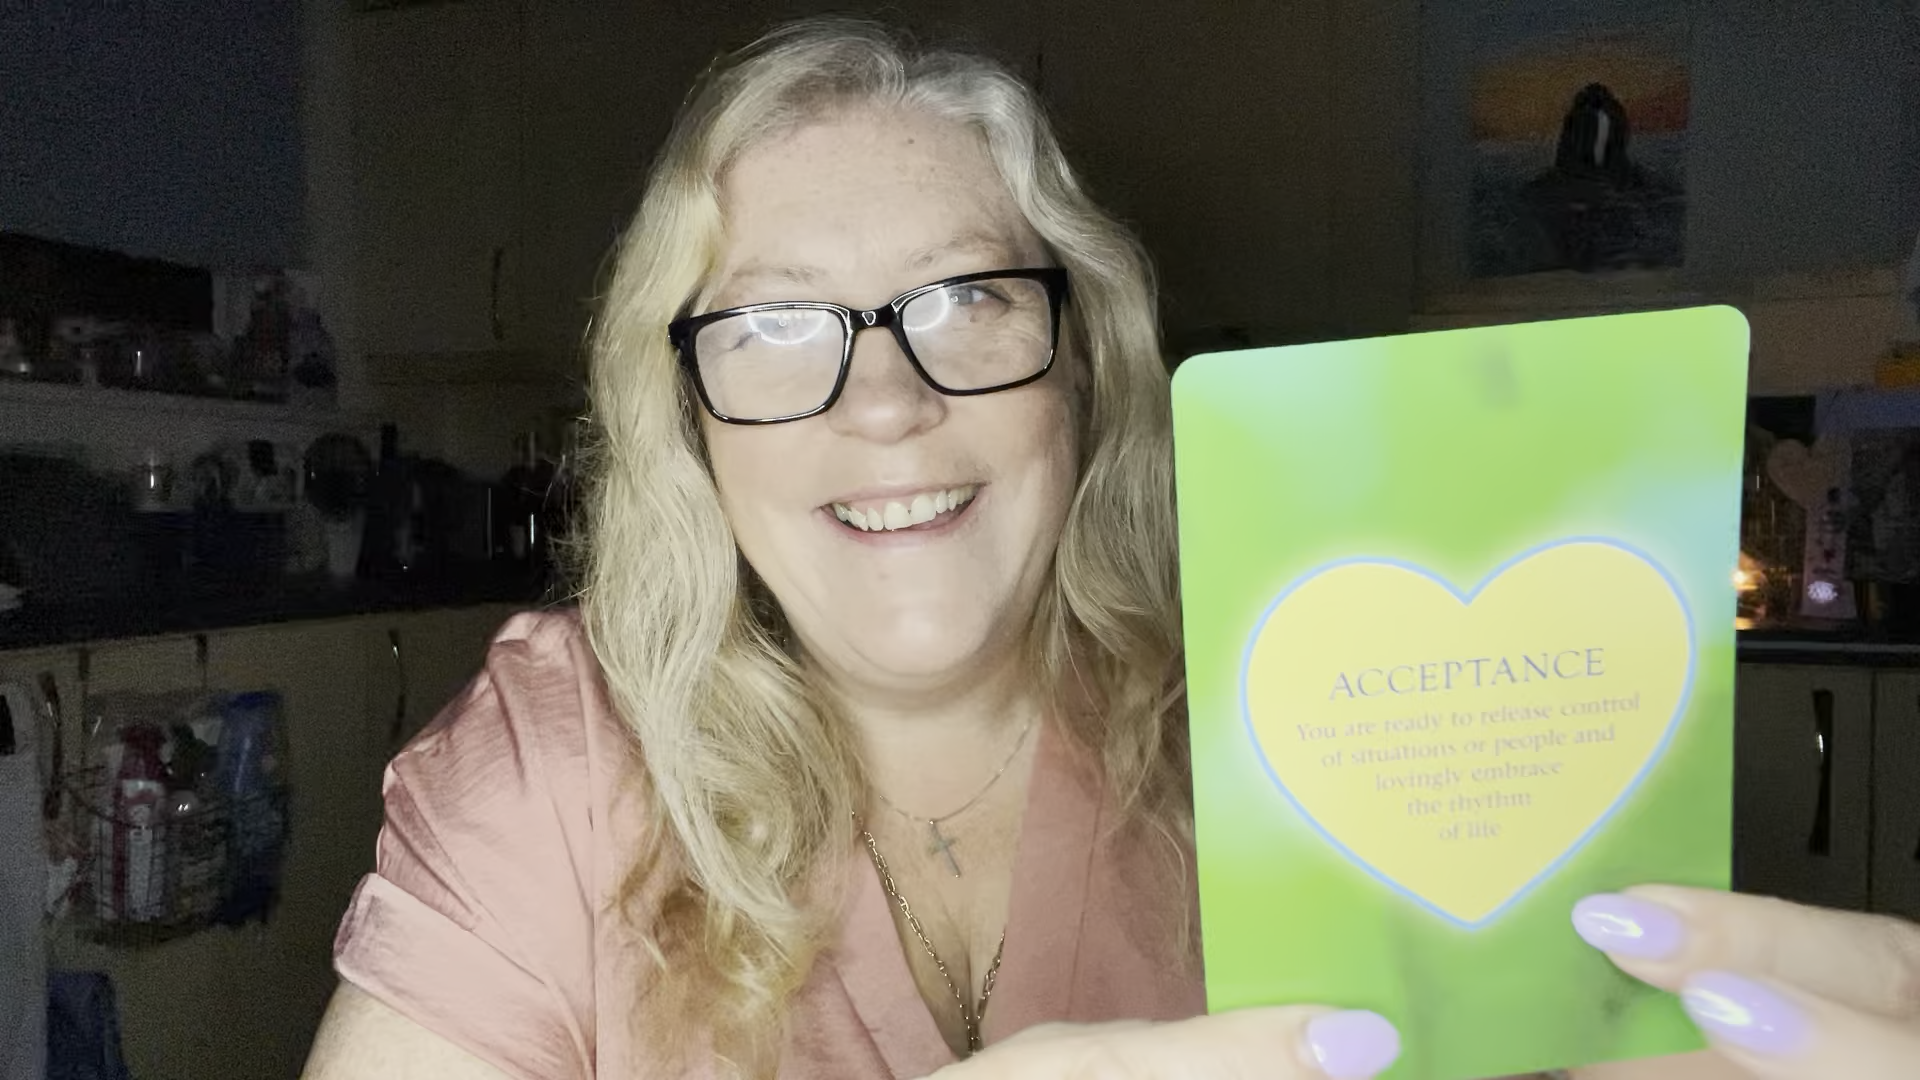 ACCEPTANCE
You are ready to release control
of situations or people and
lovingly embrace
the rhythm
of life